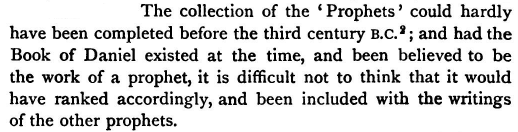 The collection of the ‘Prophets’ could hardly
have been completed before the third century B.C.²; and had the
Book of Daniel existed at the time, and been believed to be
the work of a prophet, it is difficult not to think that it would
have ranked accordingly, and been included with the writings
of the other prophets.